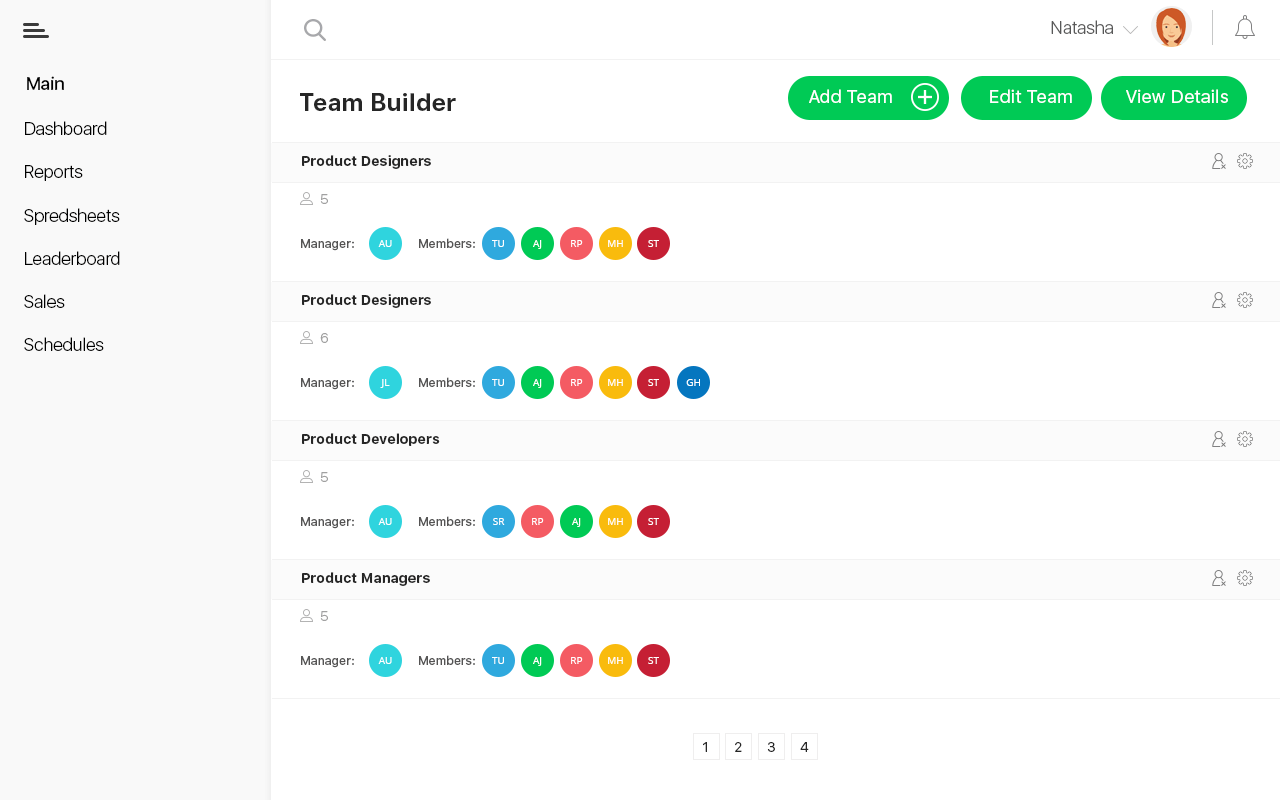 Natasha
Main
Dashboard
Reports
Spredsheets
Leaderboard
Sales
Schedules
Team Builder
Add Team
Edit Team
View Details
Product Designers
5
Manager: AU Members: TU AJ RP MH ST
Product Designers
6
Manager: JL Members: TU AJ RP MH ST GH
Product Developers
5
Manager: AU Members: SR RP AJ MH ST
Product Managers
5
Manager: AU Members: TU AJ RP MH ST
1 2 3 4